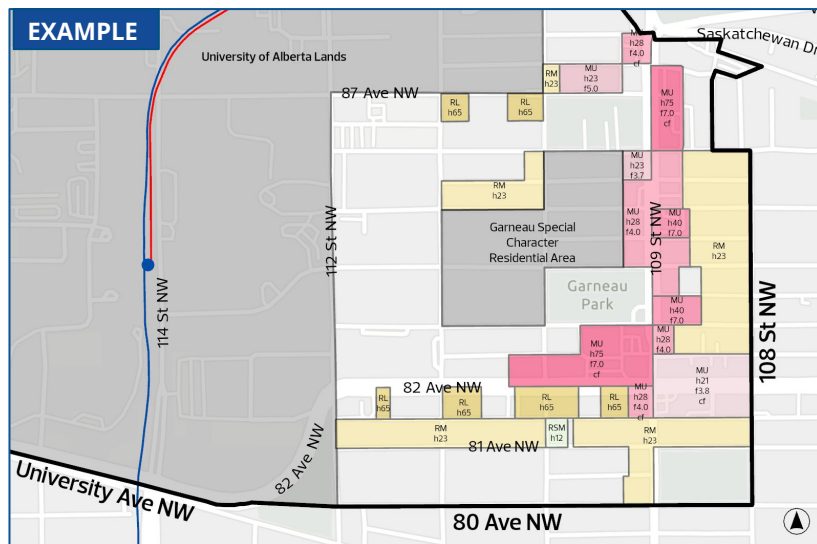 EXAMPLE
University of Alberta Lands
Saskatchewan Dr
MU
h28
f4.0
cf
RM
h23
MU
h23
f5.0
87 Ave NW
RL
h65
RL
h65
MU
h75
f7.0
cf
MU
h23
f3.7
RM
h23
112 St NW
Garneau Special
Character
Residential Area
MU
h28
f4.0
109 St NW
MU
h40
f7.0
RM
h23
114 St NW
Garneau
Park
MU
h40
f7.0
108 St NW
MU
h28
f4.0
MU
h75
f7.0
cf
MU
h21
f3.8
cf
82 Ave NW
RL
h65
RL
h65
RL
h65
RL
h65
MU
h28
f4.0
cf
RM
h23
RSM
h12
RM
h23
81 Ave NW
82 Ave NW
University Ave NW
80 Ave NW